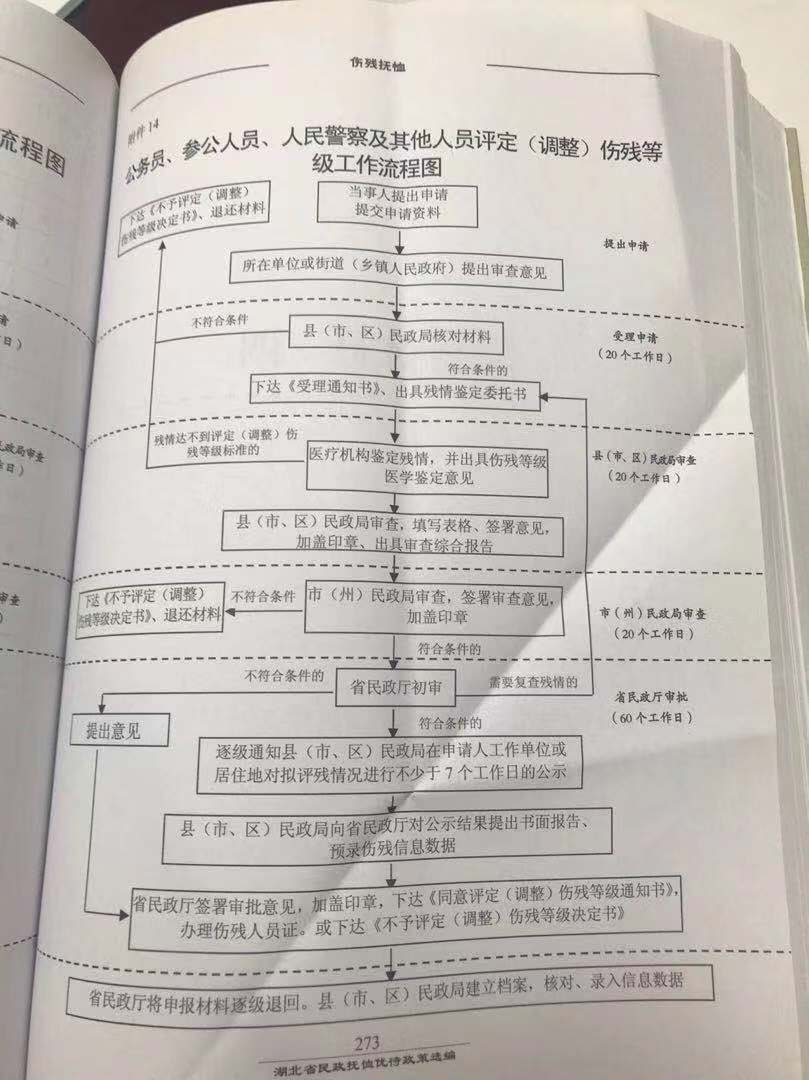 伤残抚恤
流程图
附件14
公务员、参公人员、人民警察及其他人员评定（调整）伤残等
级工作流程图
下达《不予评定（调整）
伤残等级决定书》、退还材料
当事人提出申请
提交申请资料
提出申请
所在单位或街道（乡镇人民政府）提出审查意见
不符合条件
县（市、区）民政局核对材料
受理申请
（20个工作日）
符合条件的
下达《受理通知书》、出具残情鉴定委托书
残情达不到评定（调整）伤
残等级标准的
医疗机构鉴定残情，并出具伤残等级
医学鉴定意见
县（市、区）民政局审查
（20个工作日）
县（市、区）民政局审查，填写表格、签署意见，
加盖印章、出具审查综合报告
下达《不予评定（调整）
伤残等级决定书》、退还材料
不符合条件
市（州）民政局审查，签署审查意见，
加盖印章
市（州）民政局审查
（20个工作日）
符合条件的
不符合条件的
省民政厅初审
需要复查残情的
省民政厅审批
（60个工作日）
提出意见
符合条件的
逐级通知县（市、区）民政局在申请人工作单位或
居住地对拟评残情况进行不少于7个工作日的公示
县（市、区）民政局向省民政厅对公示结果提出书面报告、
预录伤残信息数据
省民政厅签署审批意见，加盖印章，下达《同意评定（调整）伤残等级通知书》，
办理伤残人员证。或下达《不予评定（调整）伤残等级决定书》
省民政厅将申报材料逐级退回。县（市、区）民政局建立档案，核对、录入信息数据
273
湖北省民政抚恤优待政策选编